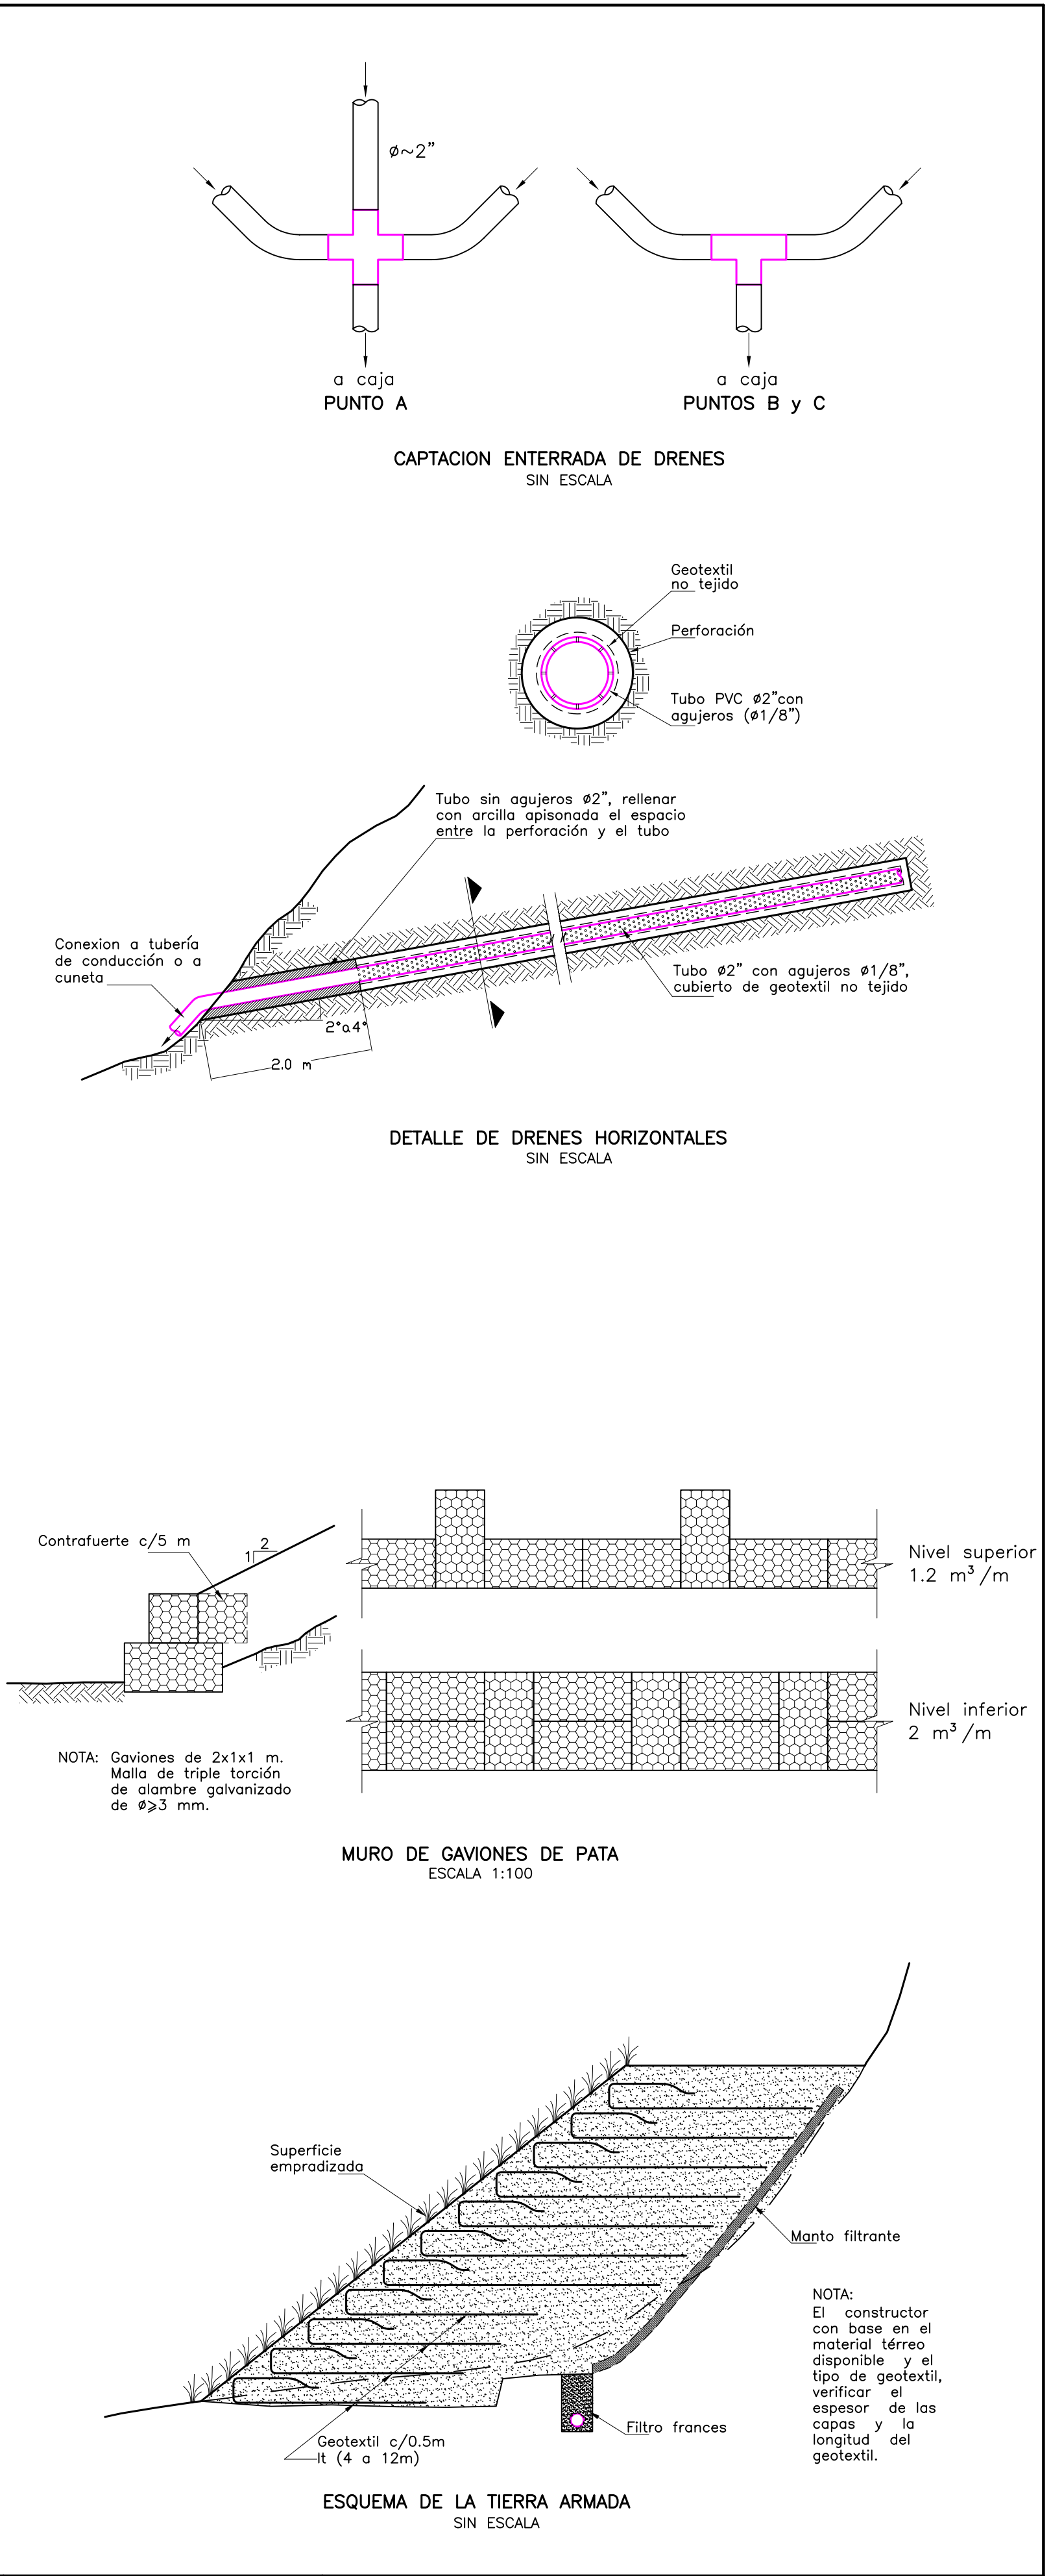 ø~2"
a caja
PUNTO A
a caja
PUNTOS B y C
CAPTACION ENTERRADA DE DRENES
SIN ESCALA
Geotextil
no tejido
Perforación
Tubo PVC ø2"con
agujeros (ø1/8")
Tubo sin agujeros ø2", rellenar
con arcilla apisonada el espacio
entre la perforación y el tubo
Conexion a tubería
de conducción o a
cuneta
Tubo ø2" con agujeros ø1/8",
cubierto de geotextil no tejido
2°a4°
2.0 m
DETALLE DE DRENES HORIZONTALES
SIN ESCALA
Contrafuerte c/5 m
2
1
Nivel superior
1.2 m³/m
Nivel inferior
2 m³/m
NOTA: Gaviones de 2x1x1 m.
Malla de triple torción
de alambre galvanizado
de ø⩾3 mm.
MURO DE GAVIONES DE PATA
ESCALA 1:100
Superficie
empradizada
Manto filtrante
NOTA:
El constructor
con base en el
material térreo
disponible y el
tipo de geotextil,
verificar el
espesor de las
capas y la
longitud del
geotextil.
Filtro frances
Geotextil c/0.5m
lt (4 a 12m)
ESQUEMA DE LA TIERRA ARMADA
SIN ESCALA